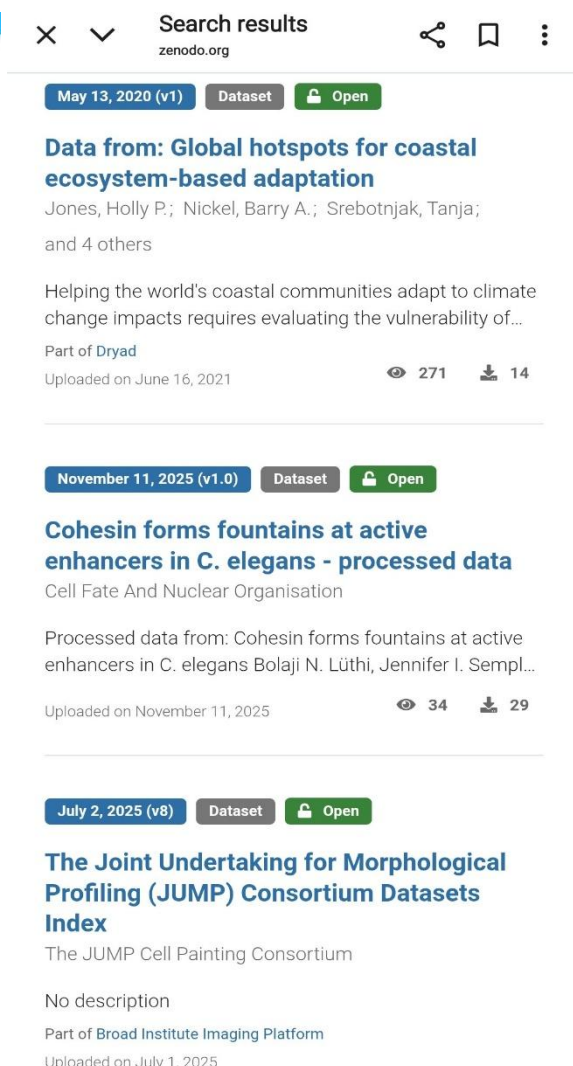 Search results
zenodo.org
May 13, 2020 (v1) Dataset Open
Data from: Global hotspots for coastal
ecosystem-based adaptation
Jones, Holly P.; Nickel, Barry A.; Srebotnjak, Tanja;
and 4 others
Helping the world's coastal communities adapt to climate
change impacts requires evaluating the vulnerability of...
Part of Dryad
Uploaded on June 16, 2021 271 14
November 11, 2025 (v1.0) Dataset Open
Cohesin forms fountains at active
enhancers in C. elegans - processed data
Cell Fate And Nuclear Organisation
Processed data from: Cohesin forms fountains at active
enhancers in C. elegans Bolaji N. Lüthi, Jennifer I. Sempl...
Uploaded on November 11, 2025 34 29
July 2, 2025 (v8) Dataset Open
The Joint Undertaking for Morphological
Profiling (JUMP) Consortium Datasets
Index
The JUMP Cell Painting Consortium
No description
Part of Broad Institute Imaging Platform
Uploaded on July 1, 2025